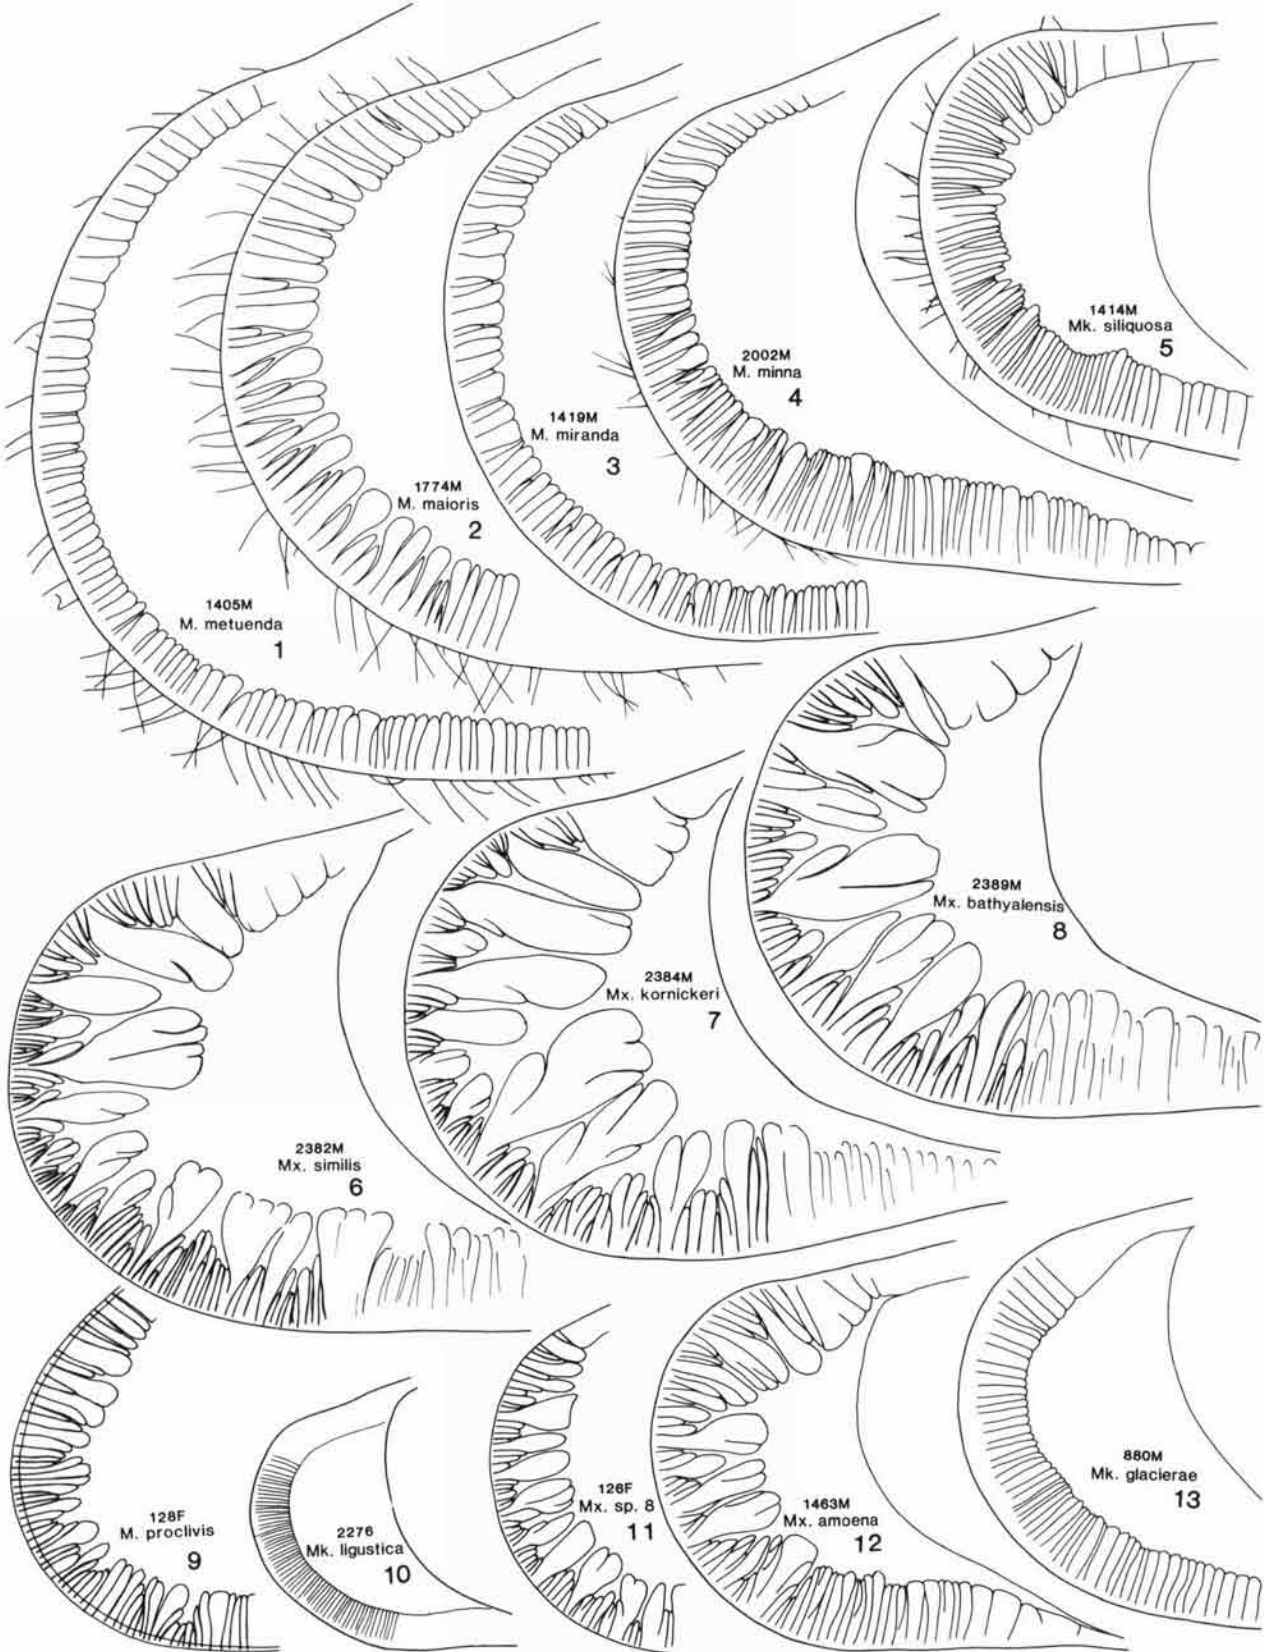 1405M
M. metuenda
1
1774M
M. maioris
2
1419M
M. miranda
3
2002M
M. minna
4
1414M
Mk. siliquosa
5
2382M
Mx. similis
6
2384M
Mx. kornickeri
7
2389M
Mx. bathyalensis
8
128F
M. proclivis
9
2276
Mk. ligustica
10
126F
Mx. sp. 8
11
1463M
Mx. amoena
12
880M
Mk. glacierae
13